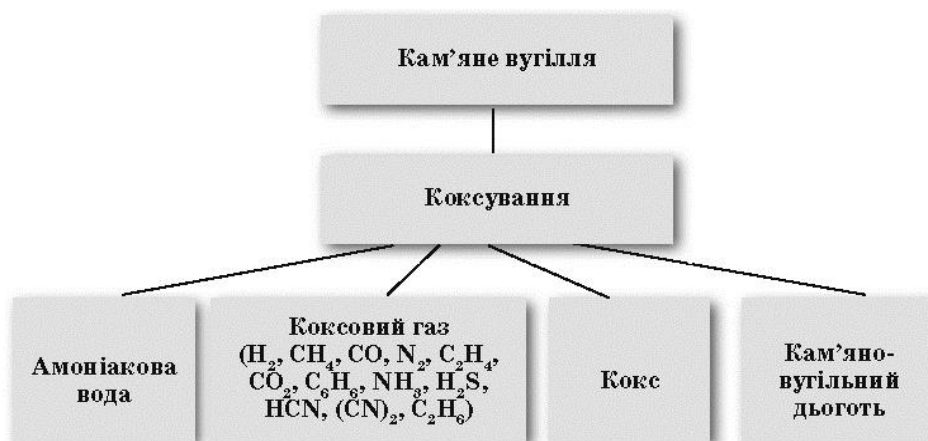 Кам’яне вугілля
Коксування
Амоніакова
вода
Коксовий газ
(H₂, CH₄, CO, N₂, C₂H₄,
CO₂, C₆H₆, NH₃, H₂S,
HCN, (CN)₂, C₂H₆)
Кокс
Кам’яно-
вугільний
дьоготь